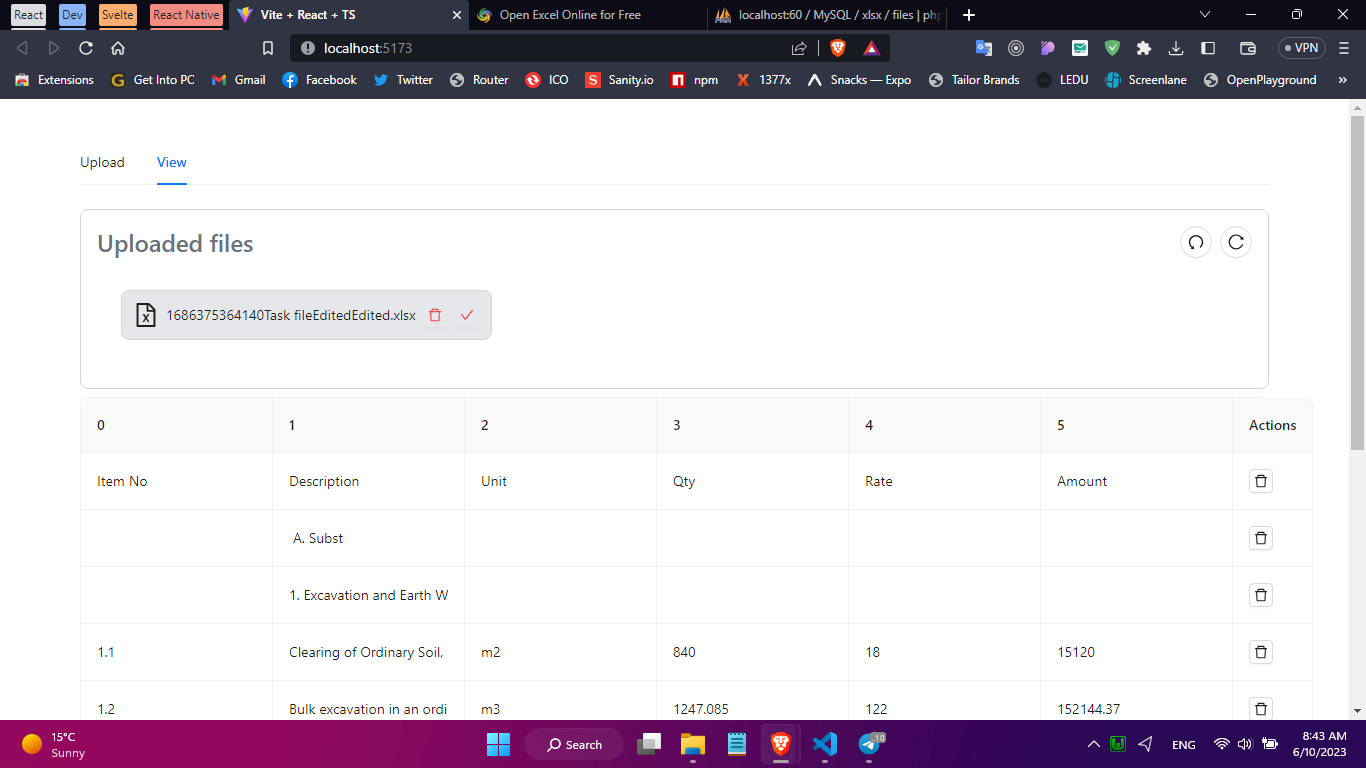 React Dev Svelte React Native Vite + React + TS Open Excel Online for Free localhost:60 / MySQL / xlsx / files | php
localhost:5173 VPN
Extensions Get Into PC Gmail Facebook Twitter Router ICO Sanity.io npm 1377x Snacks — Expo Tailor Brands LEDU Screenlane OpenPlayground »
Upload View
Uploaded files
1686375364140Task fileEditedEdited.xlsx
0 1 2 3 4 5 Actions
Item No Description Unit Qty Rate Amount
A. Subst
1. Excavation and Earth W
1.1 Clearing of Ordinary Soil, m2 840 18 15120
1.2 Bulk excavation in an ordi m3 1247.085 122 152144.37
15°C
Sunny
Search
10
ENG
8:43 AM
6/10/2023